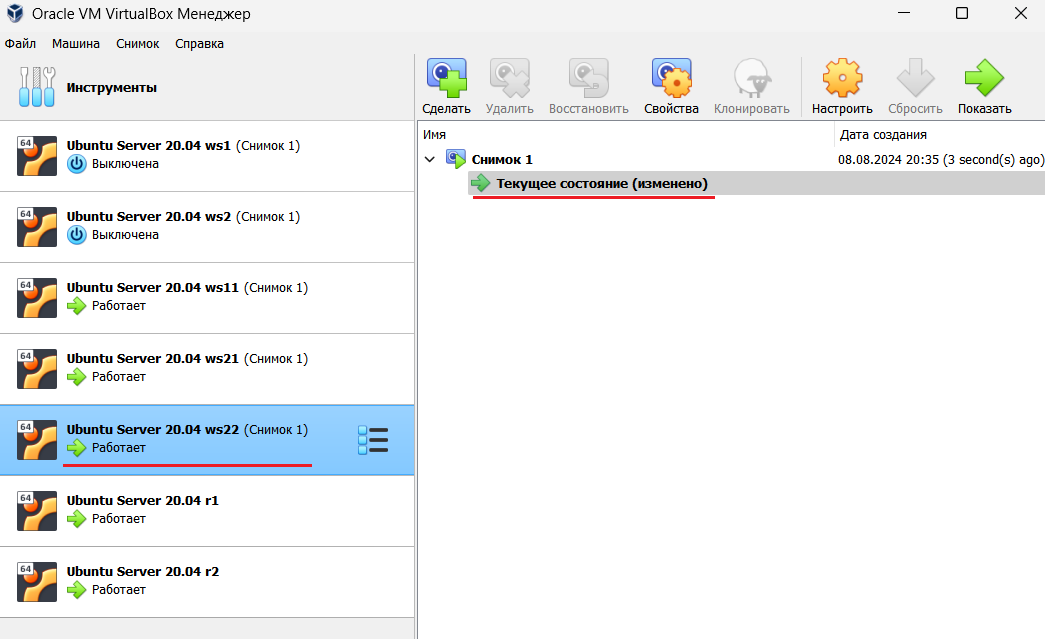 Oracle VM VirtualBox Менеджер
Файл Машина Снимок Справка
Инструменты
64
Ubuntu Server 20.04 ws1 (Снимок 1)
Выключена
64
Ubuntu Server 20.04 ws2 (Снимок 1)
Выключена
64
Ubuntu Server 20.04 ws11 (Снимок 1)
Работает
64
Ubuntu Server 20.04 ws21 (Снимок 1)
Работает
64
Ubuntu Server 20.04 ws22 (Снимок 1)
Работает
64
Ubuntu Server 20.04 r1
Работает
64
Ubuntu Server 20.04 r2
Работает
Сделать Удалить Восстановить Свойства Клонировать Настроить Сбросить Показать
Имя Дата создания
Снимок 1 08.08.2024 20:35 (3 second(s) ago)
Текущее состояние (изменено)